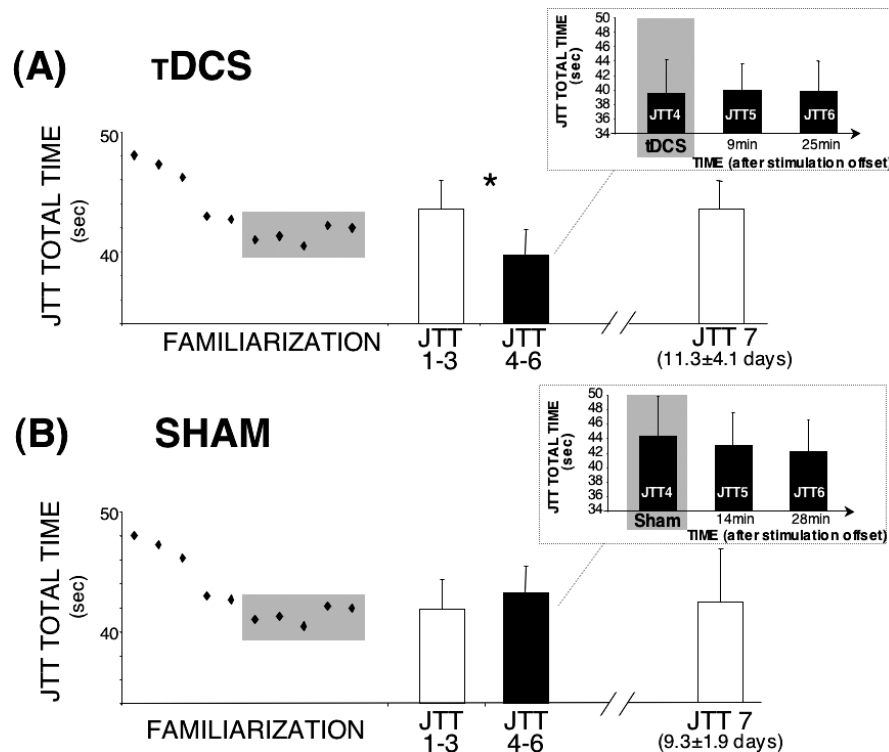 (A) TDCS
JTT TOTAL TIME
(sec)
50
40
FAMILIARIZATION
JTT
1-3
*
JTT
4-6
JTT 7
(11.3±4.1 days)
JTT TOTAL TIME
(sec)
50
48
46
44
42
40
38
36
34
JTT4
JTT5
JTT6
tDCS
9min
25min
TIME (after stimulation offset)
(B) SHAM
JTT TOTAL TIME
(sec)
50
40
FAMILIARIZATION
JTT
1-3
JTT
4-6
JTT 7
(9.3±1.9 days)
JTT TOTAL TIME
(sec)
50
48
46
44
42
40
38
36
34
JTT4
JTT5
JTT6
Sham
14min
28min
TIME (after stimulation offset)